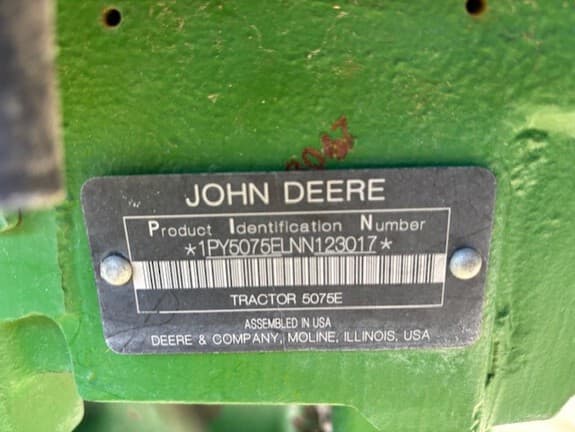 JOHN DEERE
Product Identification Number
*1PY5075ELNN123017*
TRACTOR 5075E
ASSEMBLED IN USA
DEERE & COMPANY, MOLINE, ILLINOIS, USA